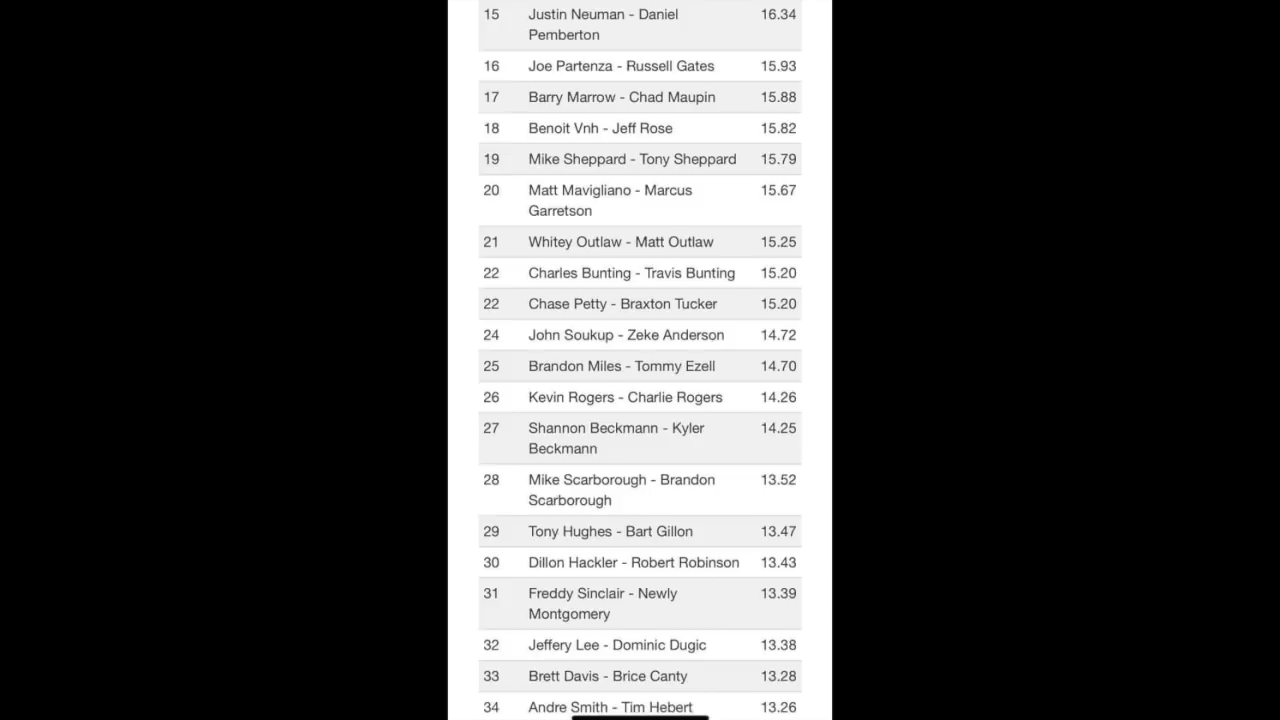 15 Justin Neuman - Daniel 16.34
Pemberton
16 Joe Partenza - Russell Gates 15.93
17 Barry Marrow - Chad Maupin 15.88
18 Benoit Vnh - Jeff Rose 15.82
19 Mike Sheppard - Tony Sheppard 15.79
20 Matt Mavigliano - Marcus 15.67
Garretson
21 Whitey Outlaw - Matt Outlaw 15.25
22 Charles Bunting - Travis Bunting 15.20
22 Chase Petty - Braxton Tucker 15.20
24 John Soukup - Zeke Anderson 14.72
25 Brandon Miles - Tommy Ezell 14.70
26 Kevin Rogers - Charlie Rogers 14.26
27 Shannon Beckmann - Kyler 14.25
Beckmann
28 Mike Scarborough - Brandon 13.52
Scarborough
29 Tony Hughes - Bart Gillon 13.47
30 Dillon Hackler - Robert Robinson 13.43
31 Freddy Sinclair - Newly 13.39
Montgomery
32 Jeffery Lee - Dominic Dugic 13.38
33 Brett Davis - Brice Canty 13.28
34 Andre Smith - Tim Hebert 13.26